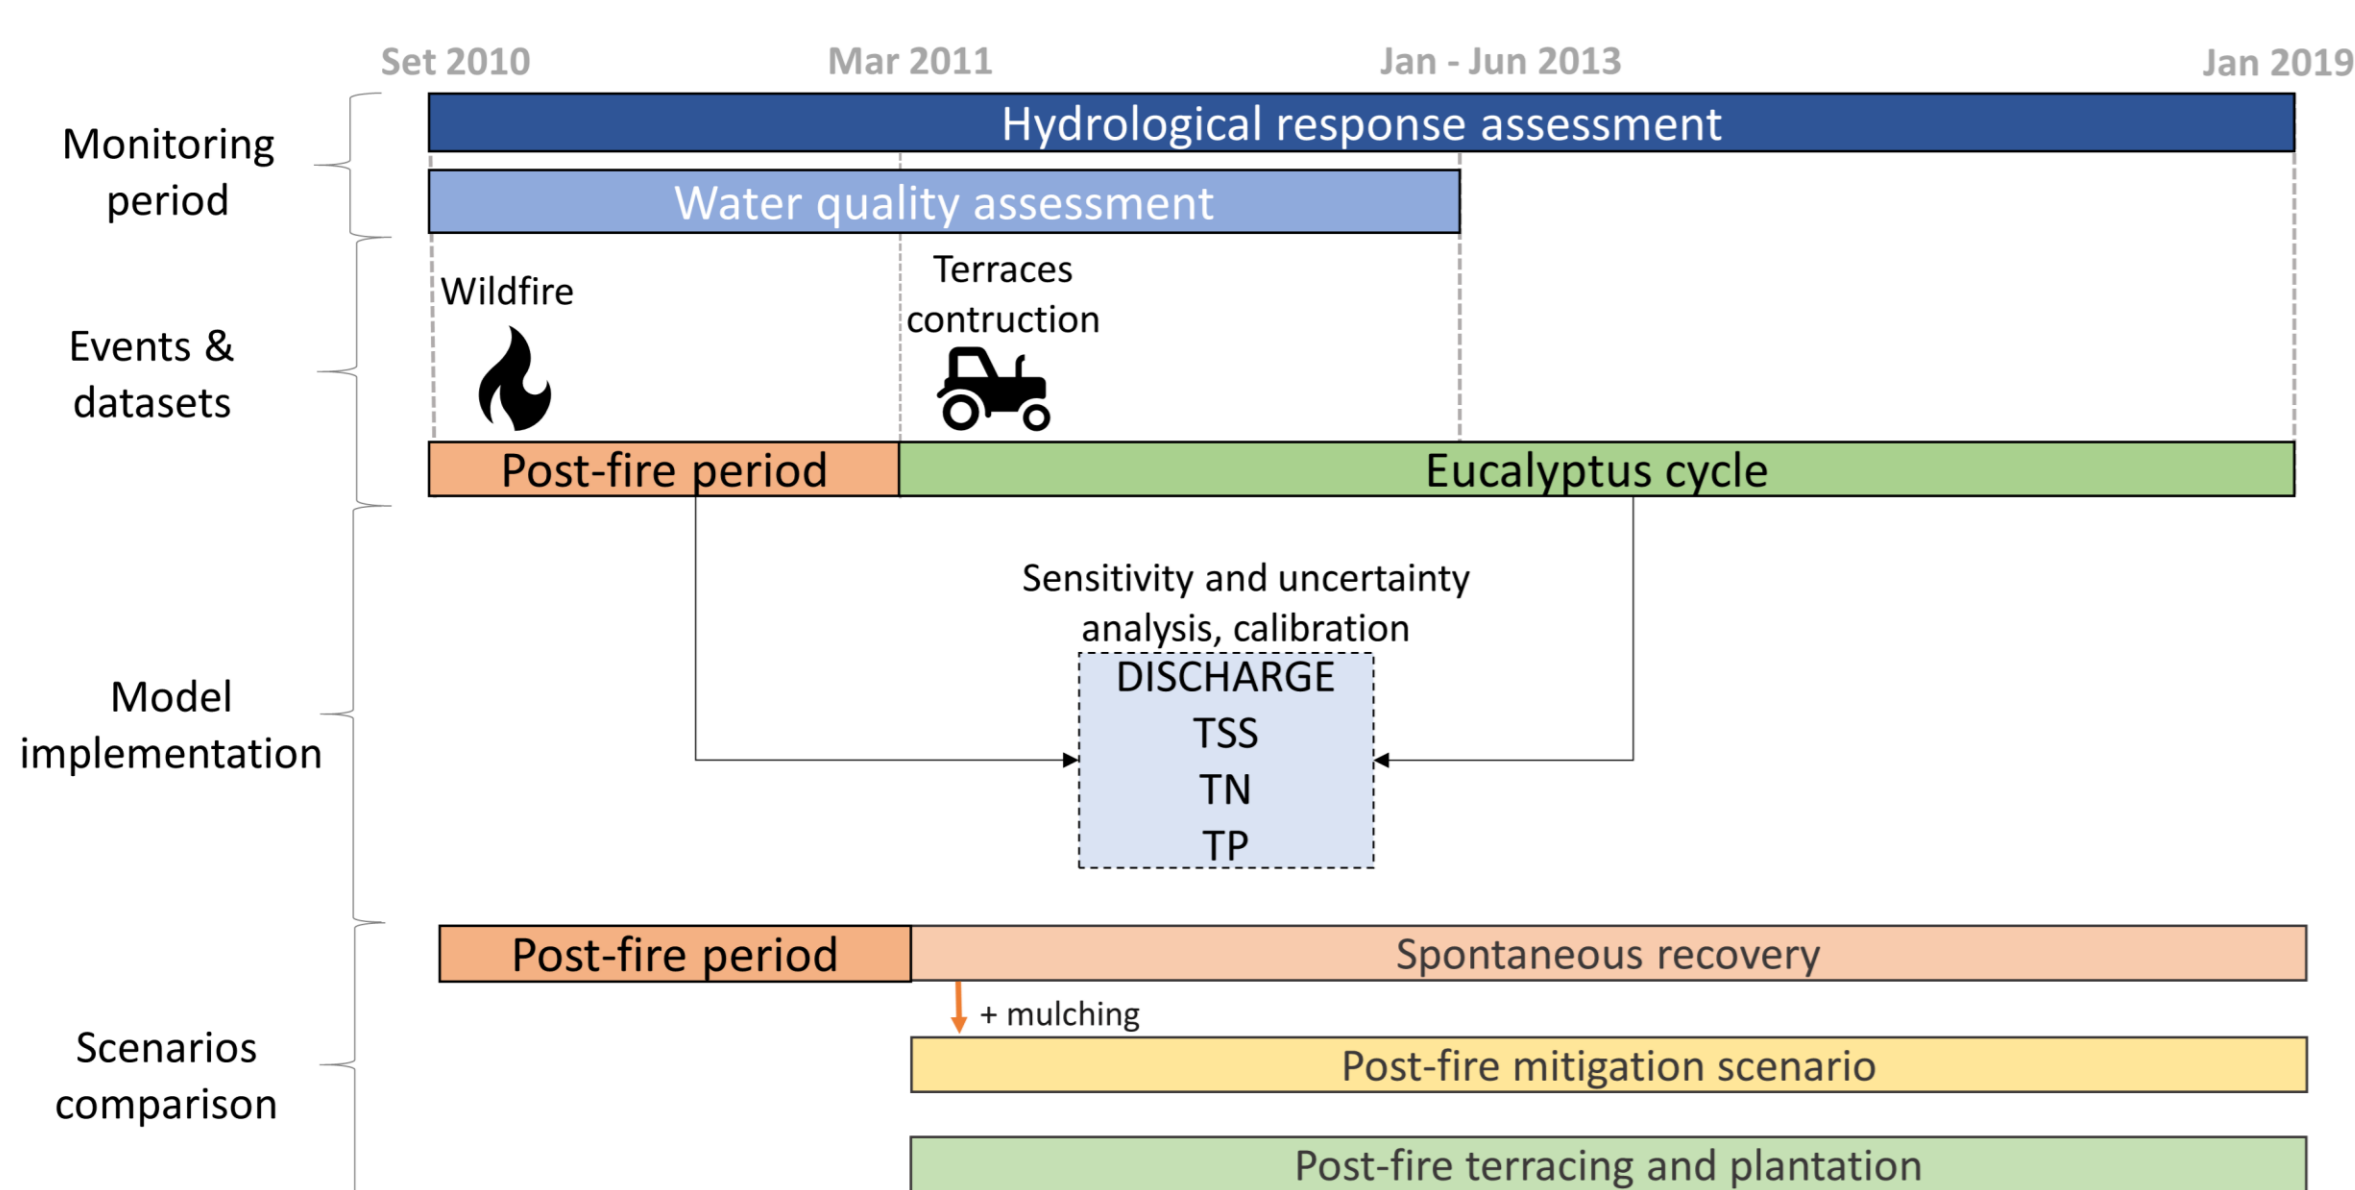 Set 2010
Mar 2011
Jan - Jun 2013
Jan 2019
Monitoring
period
Hydrological response assessment
Water quality assessment
Events &
datasets
Wildfire
Terraces
contruction
Post-fire period
Eucalyptus cycle
Model
implementation
Sensitivity and uncertainty
analysis, calibration
DISCHARGE
TSS
TN
TP
Scenarios
comparison
Post-fire period
Spontaneous recovery
+ mulching
Post-fire mitigation scenario
Post-fire terracing and plantation